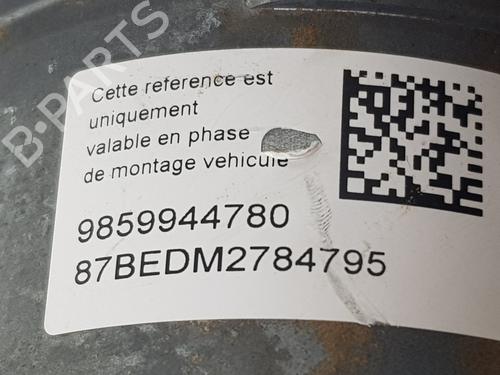 B-PARTS
Cette reference est
uniquement
valable en phase
de montage vehicule
9859944780
87BEDM2784795